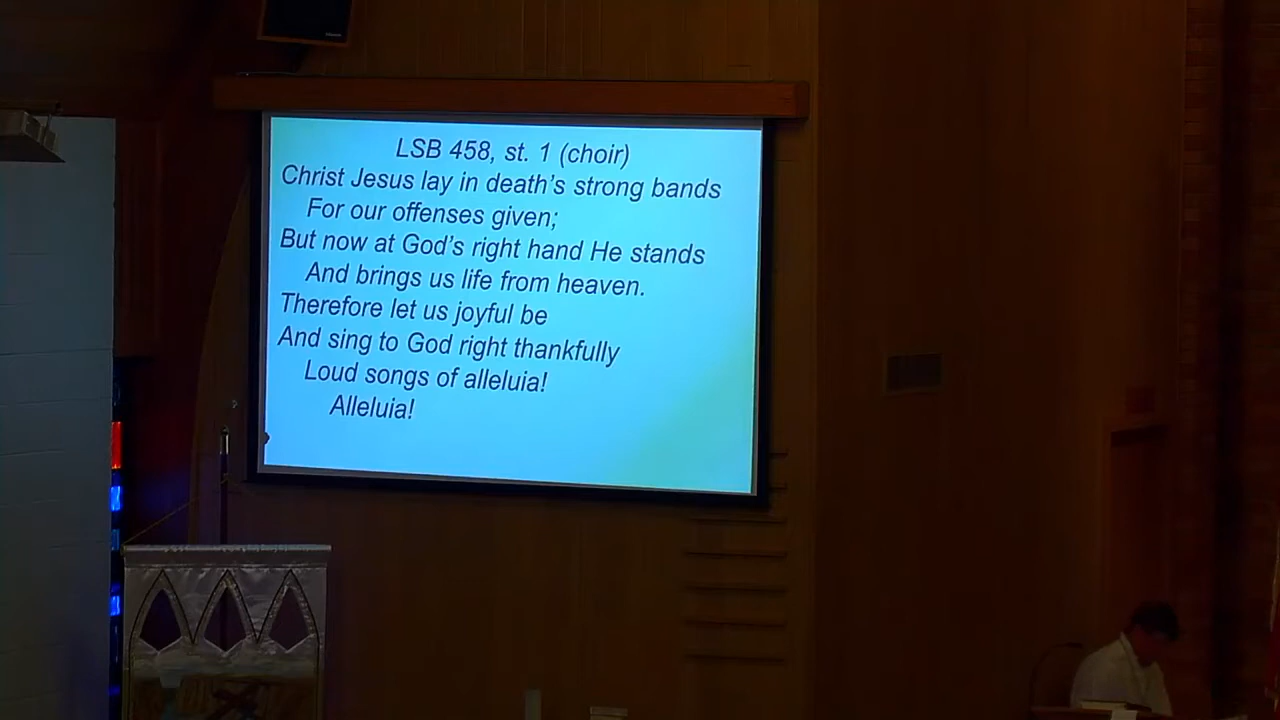 LSB 458, st. 1 (choir)
Christ Jesus lay in death's strong bands
For our offenses given;
But now at God's right hand He stands
And brings us life from heaven.
Therefore let us joyful be
And sing to God right thankfully
Loud songs of alleluia!
Alleluia!